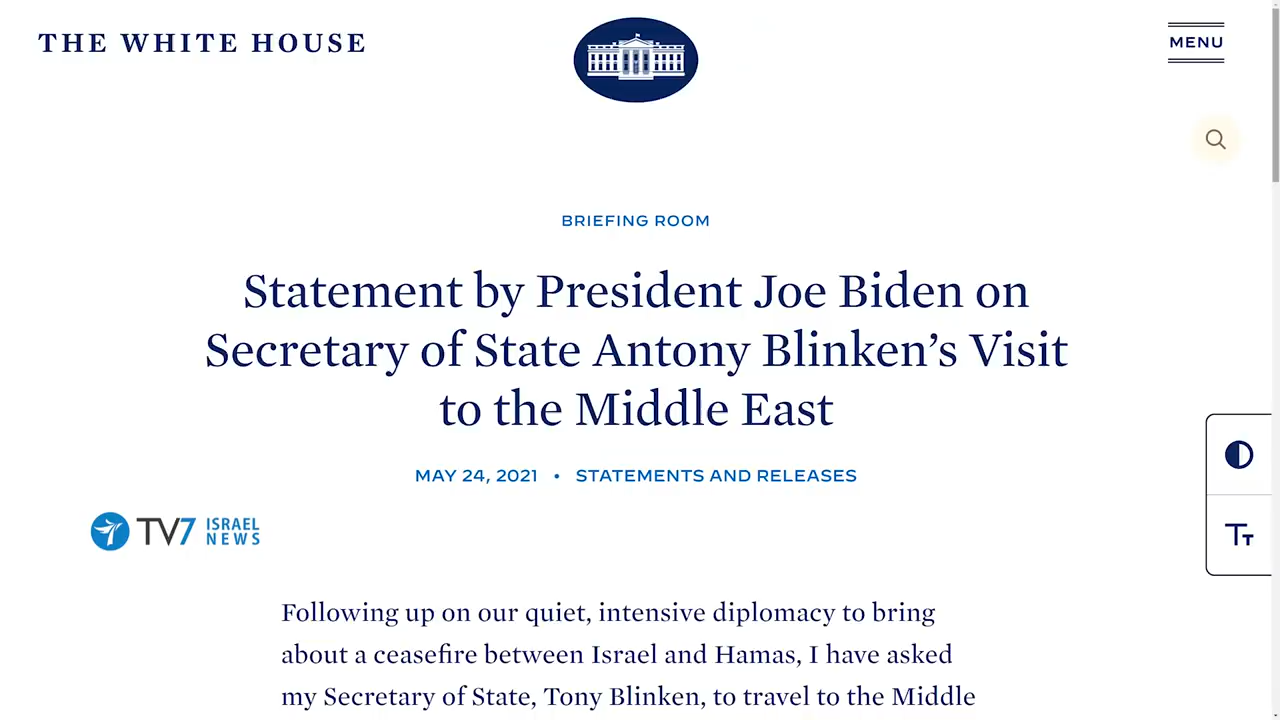 THE WHITE HOUSE
MENU
BRIEFING ROOM
Statement by President Joe Biden on
Secretary of State Antony Blinken’s Visit
to the Middle East
MAY 24, 2021 • STATEMENTS AND RELEASES
TV7 ISRAEL NEWS
Tт
Following up on our quiet, intensive diplomacy to bring
about a ceasefire between Israel and Hamas, I have asked
my Secretary of State, Tony Blinken, to travel to the Middle